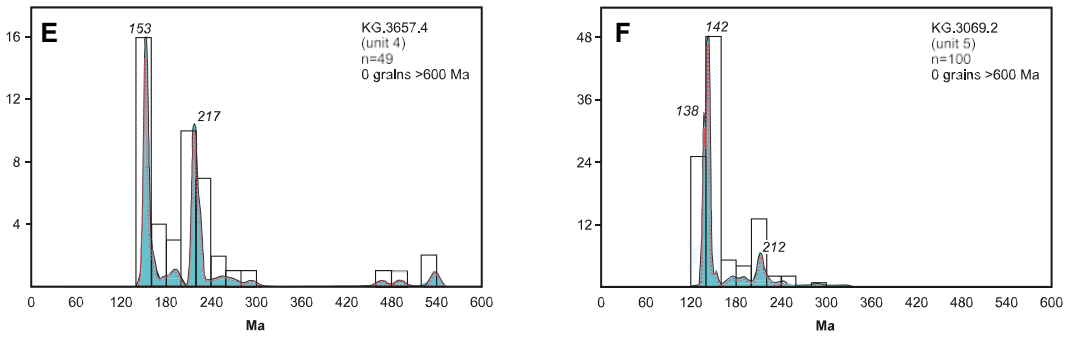 E
153
KG.3657.4
(unit 4)
n=49
0 grains >600 Ma
217
16
12
8
4
0 60 120 180 240 300 360 420 480 540 600
Ma
F
142
KG.3069.2
(unit 5)
n=100
0 grains >600 Ma
138
212
48
36
24
12
0 60 120 180 240 300 360 420 480 540 600
Ma